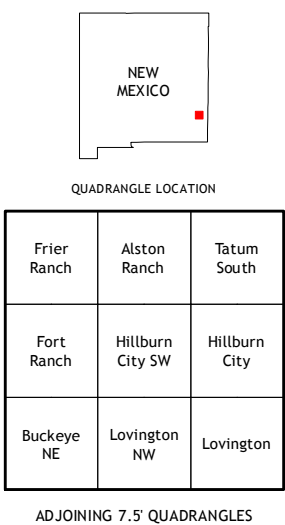 NEW
MEXICO
QUADRANGLE LOCATION
Frier
Ranch
Alston
Ranch
Tatum
South
Fort
Ranch
Hillburn
City SW
Hillburn
City
Buckeye
NE
Lovington
NW
Lovington
ADJOINING 7.5' QUADRANGLES